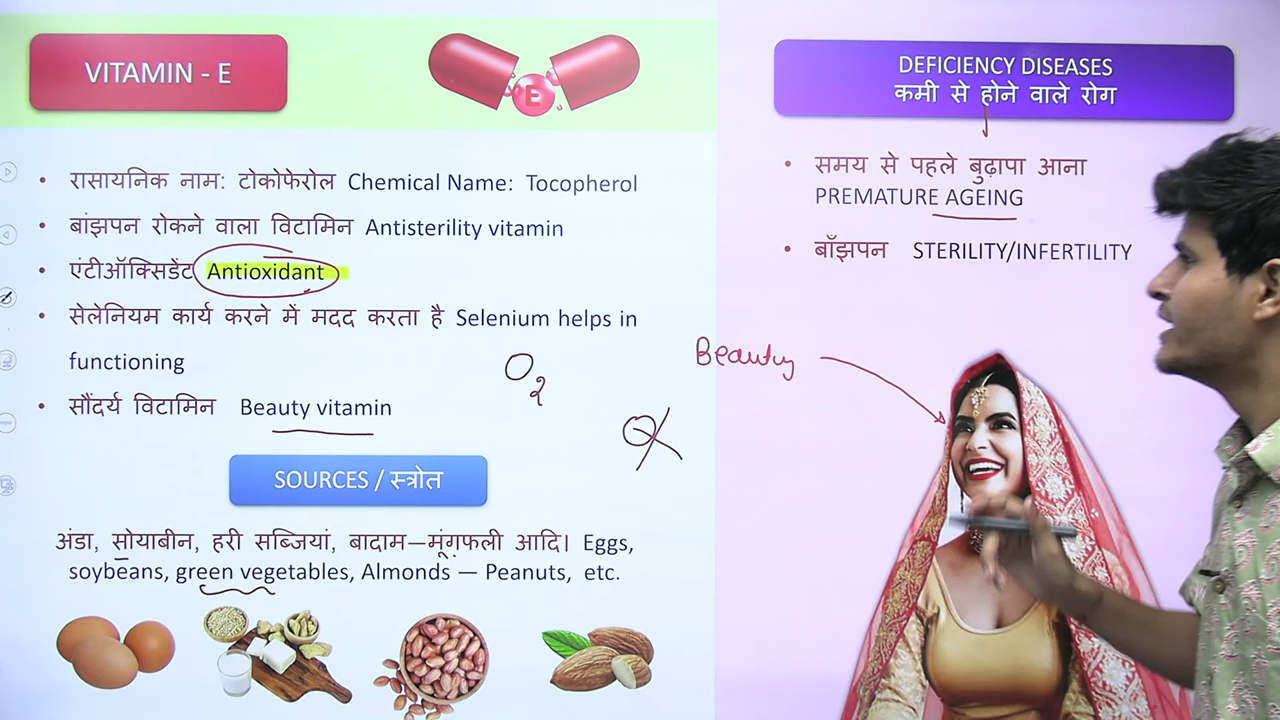 VITAMIN - E
E
रासायनिक नाम: टोकोफेरोल Chemical Name: Tocopherol
बांझपन रोकने वाला विटामिन Antisterility vitamin
एंटीऑक्सिडेंट Antioxidant
सेलेनियम कार्य करने में मदद करता है Selenium helps in
functioning
सौंदर्य विटामिन Beauty vitamin
O2
SOURCES / स्त्रोत
अंडा, सोयाबीन, हरी सब्जियां, बादाम—मूंगफली आदि। Eggs,
soybeans, green vegetables, Almonds — Peanuts, etc.
DEFICIENCY DISEASES
कमी से होने वाले रोग
समय से पहले बुढ़ापा आना
PREMATURE AGEING
बाँझपन STERILITY/INFERTILITY
Beauty